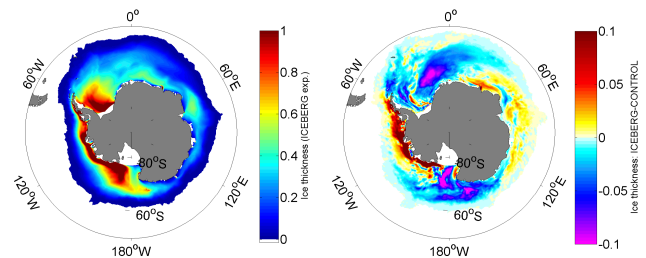 0°
60°W
60°E
120°W
120°E
180°W
80°S
60°S
1
0.8
0.6
0.4
0.2
0
Ice thickness (ICEBERG exp.)
0°
60°W
60°E
120°W
120°E
180°W
80°S
60°S
0.1
0.05
0
-0.05
-0.1
Ice thickness: ICEBERG-CONTROL